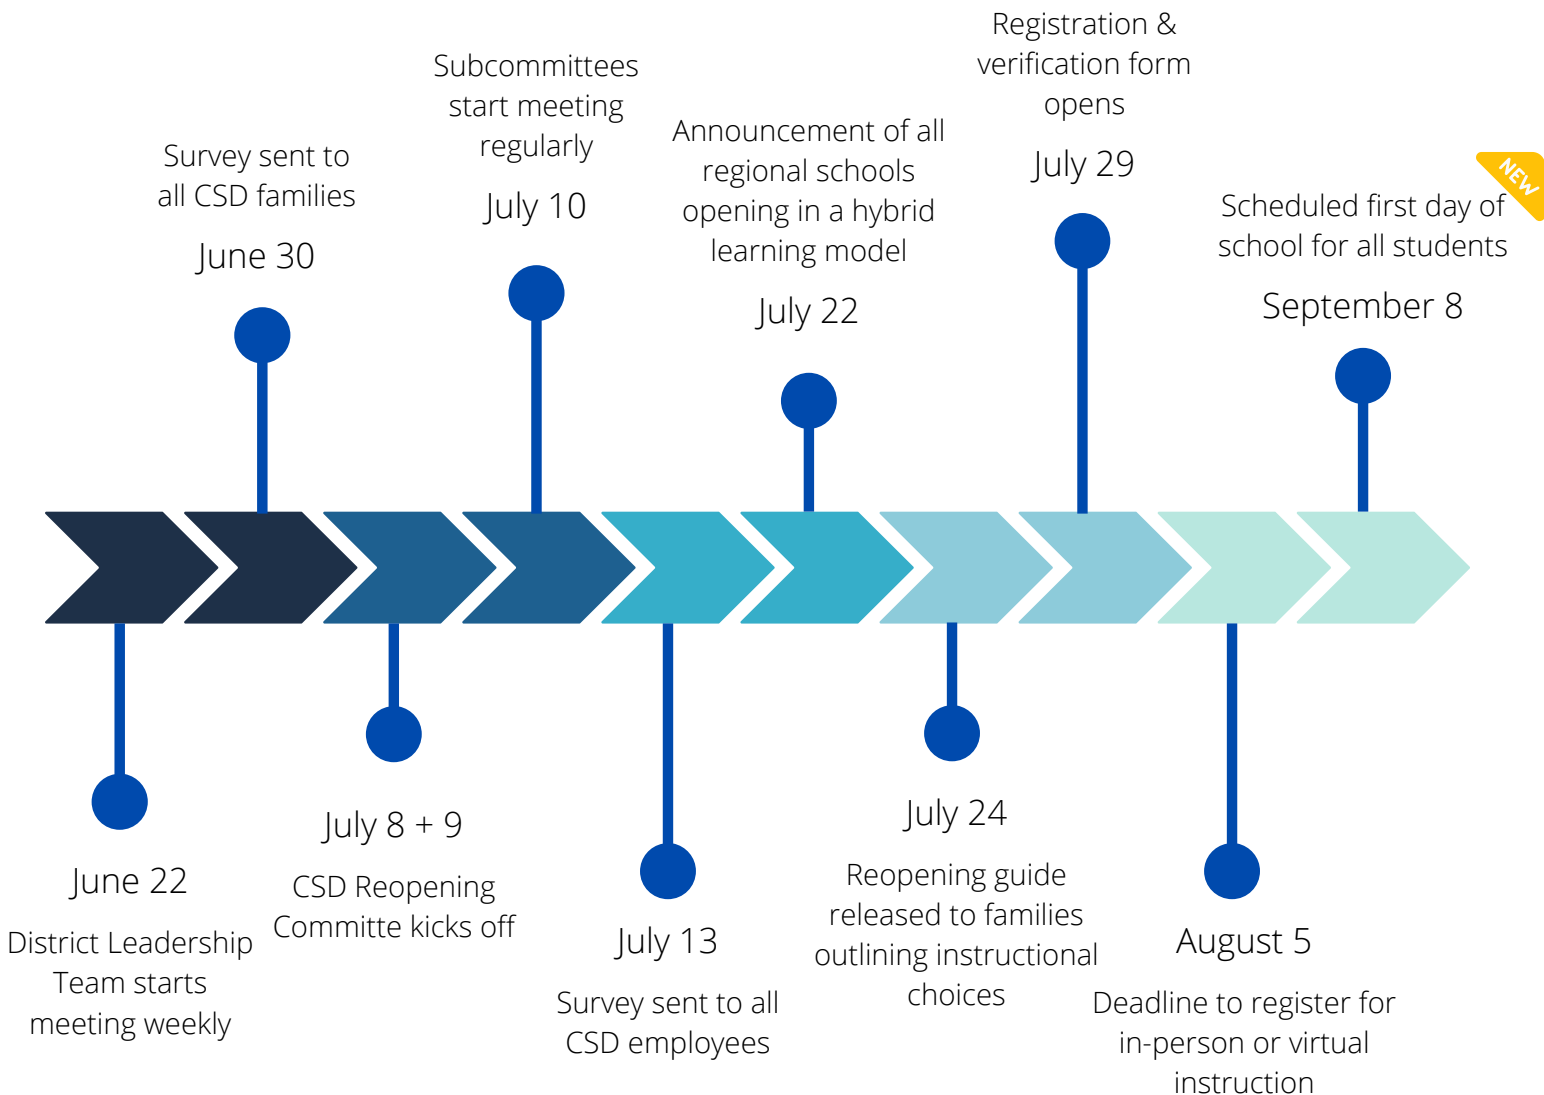 Survey sent to
all CSD families
June 30
Subcommittees
start meeting
regularly
July 10
Announcement of all
regional schools
opening in a hybrid
learning model
July 22
Registration &
verification form
opens
July 29
NEW
Scheduled first day of
school for all students
September 8
June 22
District Leadership
Team starts
meeting weekly
July 8 + 9
CSD Reopening
Committe kicks off
July 13
Survey sent to all
CSD employees
July 24
Reopening guide
released to families
outlining instructional
choices
August 5
Deadline to register for
in-person or virtual
instruction